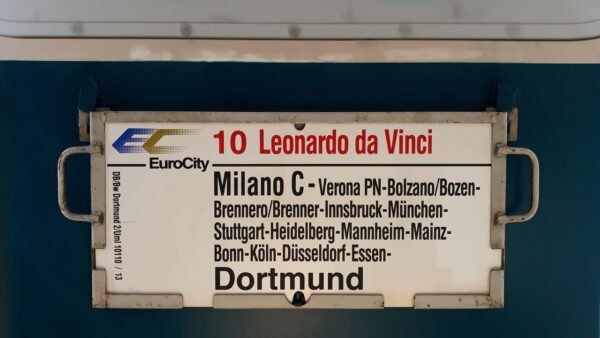 EC
EuroCity
10 Leonardo da Vinci
Milano C - Verona PN-Bolzano/Bozen-
Brennero/Brenner-Innsbruck-München-
Stuttgart-Heidelberg-Mannheim-Mainz-
Bonn-Köln-Düsseldorf-Essen-
Dortmund
DB/Bw Dortmund 2/Uml 10110 / 13